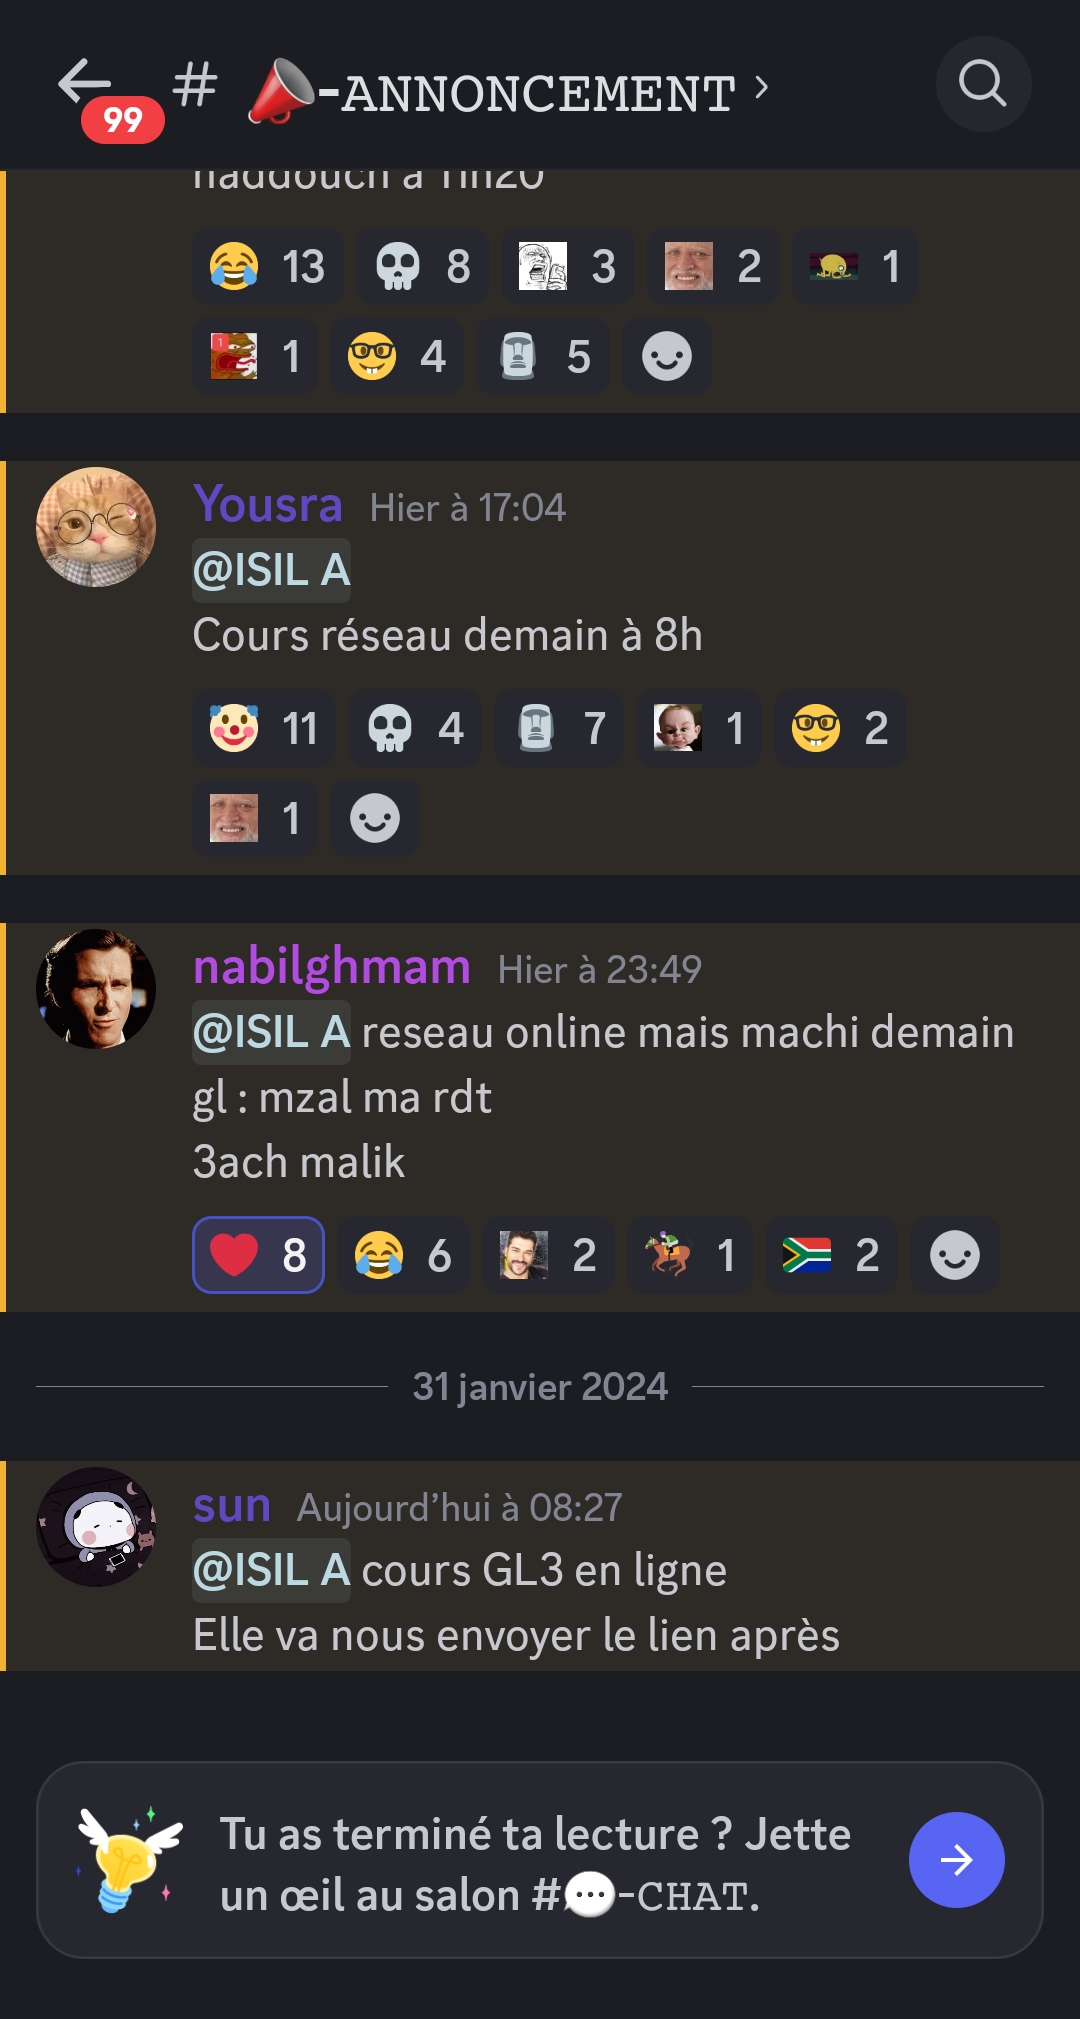 99
# -ANNONCEMENT
13 8 3 2 1
1 4 5
Yousra Hier à 17:04
@ISIL A
Cours réseau demain à 8h
11 4 7 1 2
1
nabilghmam Hier à 23:49
@ISIL A reseau online mais machi demain
gl : mzal ma rdt
3ach malik
8 6 2 1 2
31 janvier 2024
sun Aujourd’hui à 08:27
@ISIL A cours GL3 en ligne
Elle va nous envoyer le lien après
Tu as terminé ta lecture ? Jette
un œil au salon #💬-CHAT.